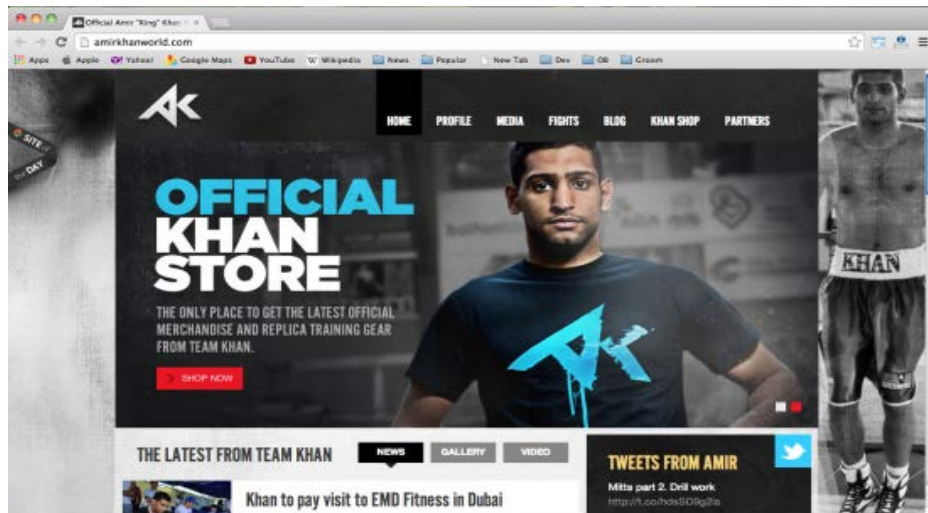 Official Amir "King" Khan
amirkhanworld.com
Apps Apple Yahoo! Google Maps YouTube Wikipedia News Popular New Tab Dev OB Groom
SITE of
the DAY
AK
HOME PROFILE MEDIA FIGHTS BLOG KHAN SHOP PARTNERS
OFFICIAL
KHAN
STORE
THE ONLY PLACE TO GET THE LATEST OFFICIAL
MERCHANDISE AND REPLICA TRAINING GEAR
FROM TEAM KHAN.
SHOP NOW
AK
KHAN
THE LATEST FROM TEAM KHAN
NEWS GALLERY VIDEO
TWEETS FROM AMIR
Khan to pay visit to EMD Fitness in Dubai
Mitts part 2. Drill work